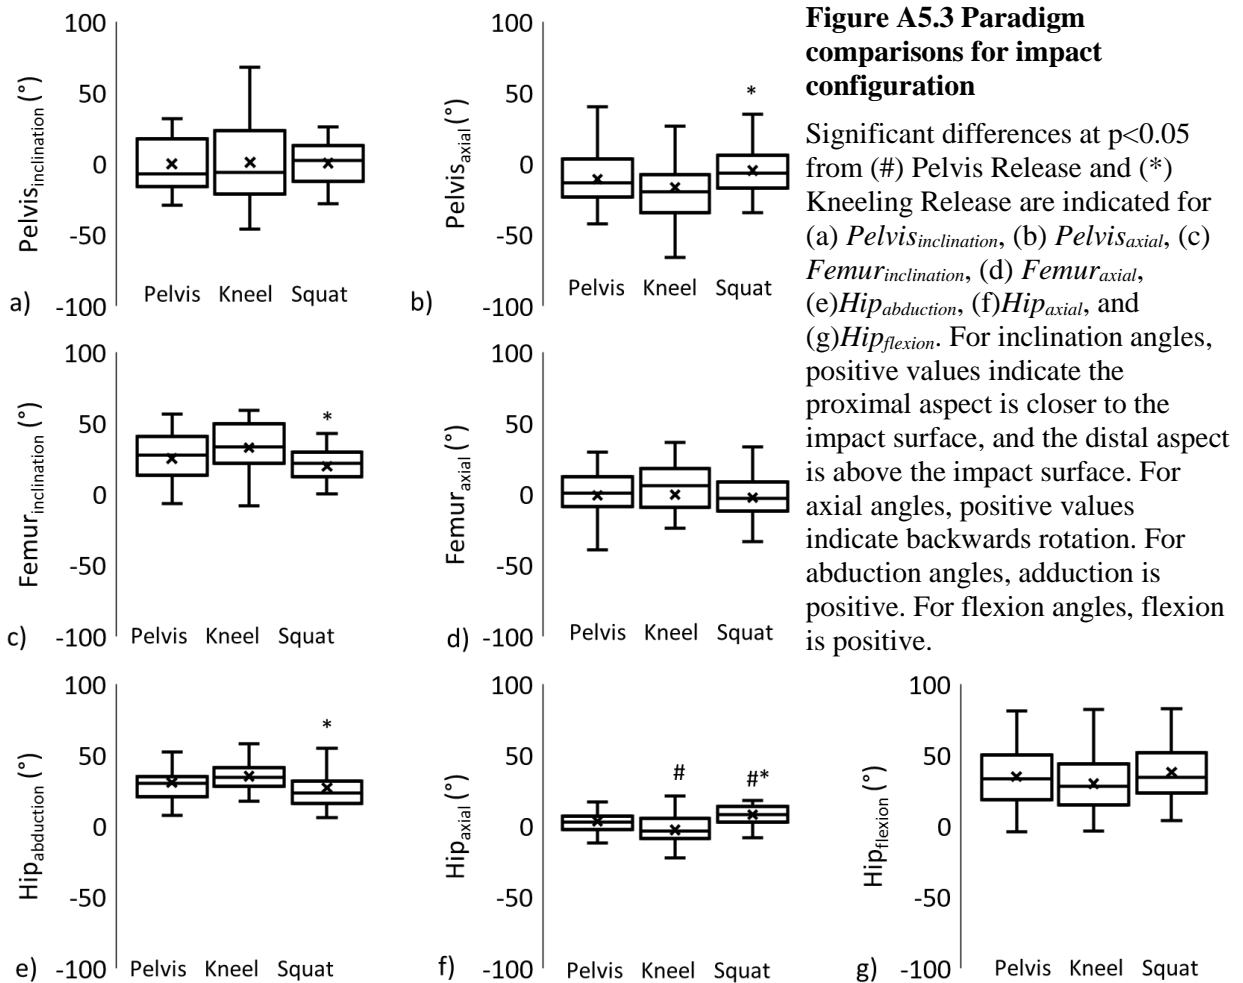 Figure A5.3 Paradigm
comparisons for impact
configuration
Significant differences at p<0.05
from (#) Pelvis Release and (*)
Kneeling Release are indicated for
(a) Pelvisinclination, (b) Pelvisaxial, (c)
Femurinclination, (d) Femuraxial,
(e)Hipabduction, (f)Hipaxial, and
(g)Hipflexion. For inclination angles,
positive values indicate the
proximal aspect is closer to the
impact surface, and the distal aspect
is above the impact surface. For
axial angles, positive values
indicate backwards rotation. For
abduction angles, adduction is
positive. For flexion angles, flexion
is positive.
a)
Pelvisinclination (°)
100
50
0
-50
-100
Pelvis Kneel Squat
b)
Pelvisaxial (°)
100
50
0
-50
-100
*
Pelvis Kneel Squat
c)
Femurinclination (°)
100
50
0
-50
-100
*
Pelvis Kneel Squat
d)
Femuraxial (°)
100
50
0
-50
-100
Pelvis Kneel Squat
e)
Hipabduction (°)
100
50
0
-50
-100
*
Pelvis Kneel Squat
f)
Hipaxial (°)
100
50
0
-50
-100
#
#*
Pelvis Kneel Squat
g)
Hipflexion (°)
100
50
0
-50
-100
Pelvis Kneel Squat